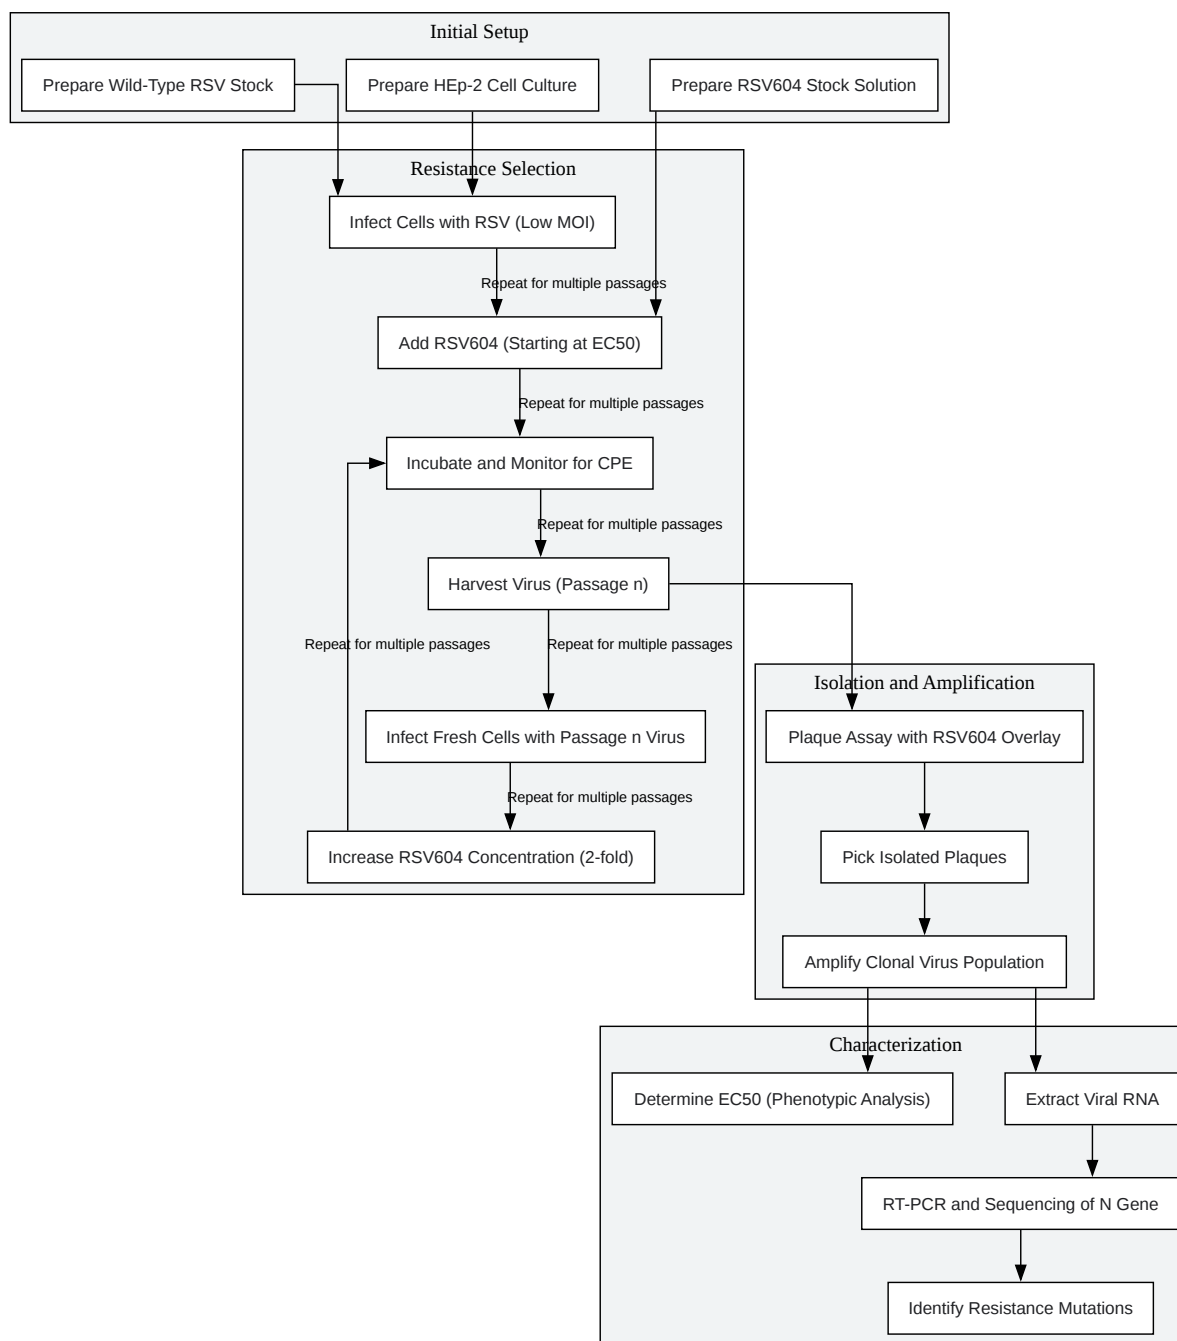 Initial Setup
Prepare Wild-Type RSV Stock
Prepare HEp-2 Cell Culture
Prepare RSV604 Stock Solution
Resistance Selection
Infect Cells with RSV (Low MOI)
Repeat for multiple passages
Add RSV604 (Starting at EC50)
Repeat for multiple passages
Incubate and Monitor for CPE
Repeat for multiple passages
Harvest Virus (Passage n)
Repeat for multiple passages
Repeat for multiple passages
Infect Fresh Cells with Passage n Virus
Repeat for multiple passages
Increase RSV604 Concentration (2-fold)
Isolation and Amplification
Plaque Assay with RSV604 Overlay
Pick Isolated Plaques
Amplify Clonal Virus Population
Characterization
Determine EC50 (Phenotypic Analysis)
Extract Viral RNA
RT-PCR and Sequencing of N Gene
Identify Resistance Mutations